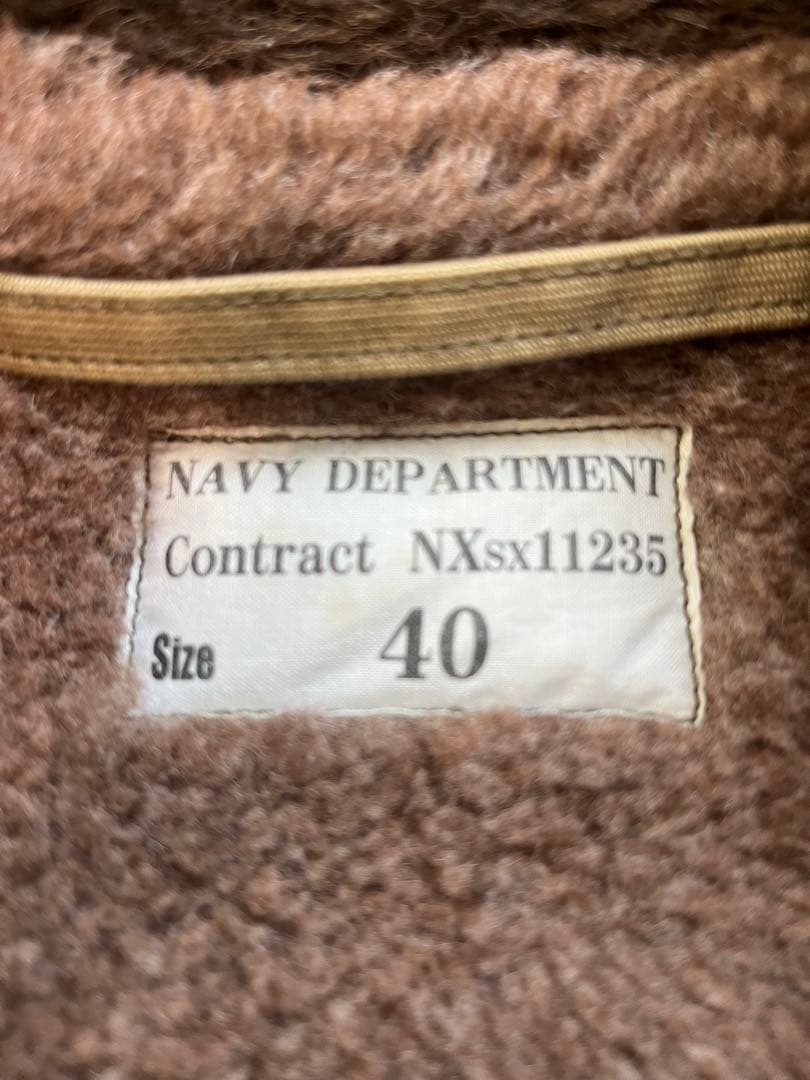 NAVY DEPARTMENT
Contract NXsx11235
Size 40